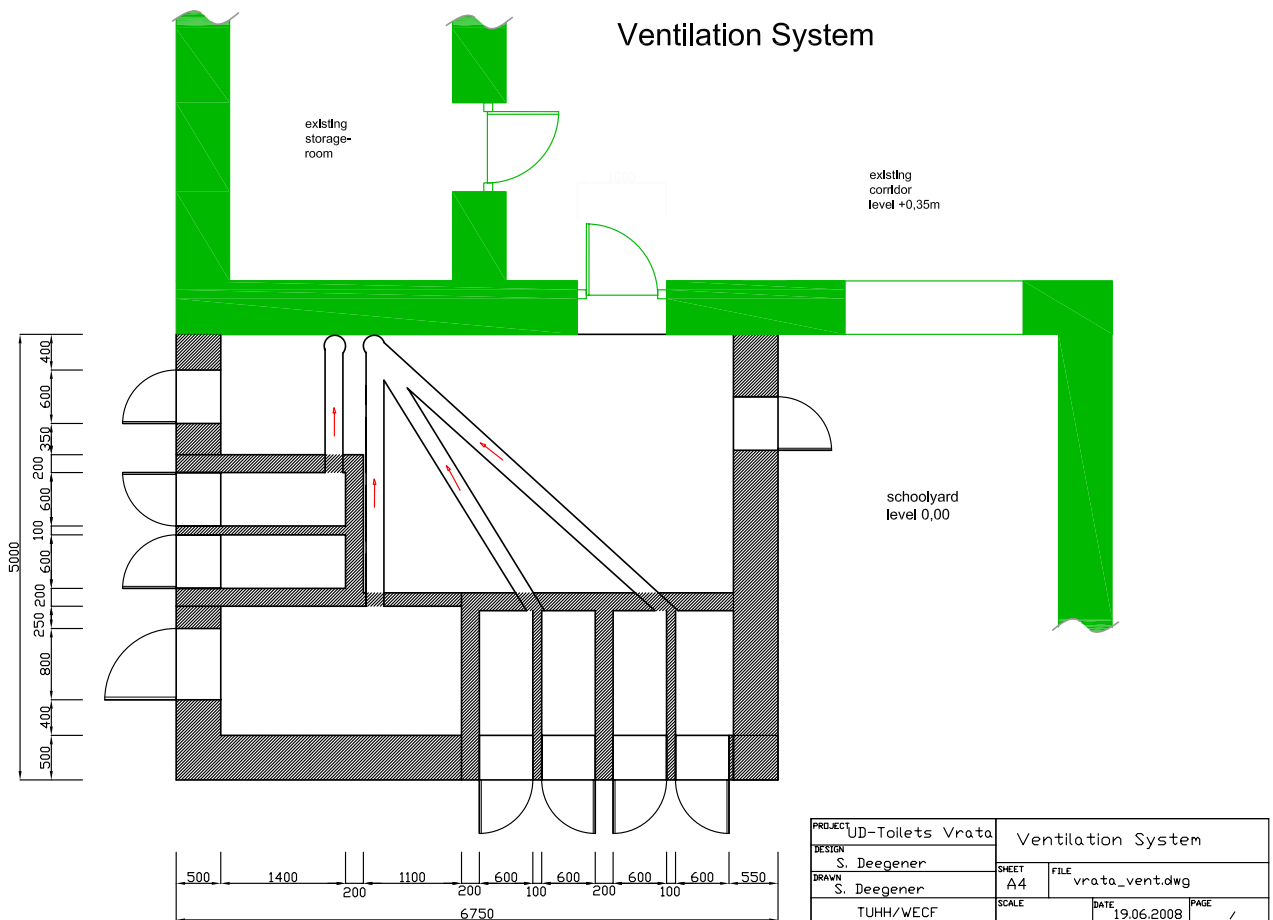 Ventilation System
existing
storage-
room
existing
corridor
level +0,35m
1000
schoolyard
level 0,00
5000
400
600
350
200
600
100
600
200
250
800
400
500
500
1400
200
1100
200
600
100
600
200
600
100
600
550
6750
PROJECT UD-Toilets Vrata
DESIGN
S. Deegener
DRAWN
S. Deegener
TUHH/WECF
Ventilation System
SHEET
A4
FILE
vrata_vent.dwg
SCALE
DATE
19.06.2008
PAGE
/